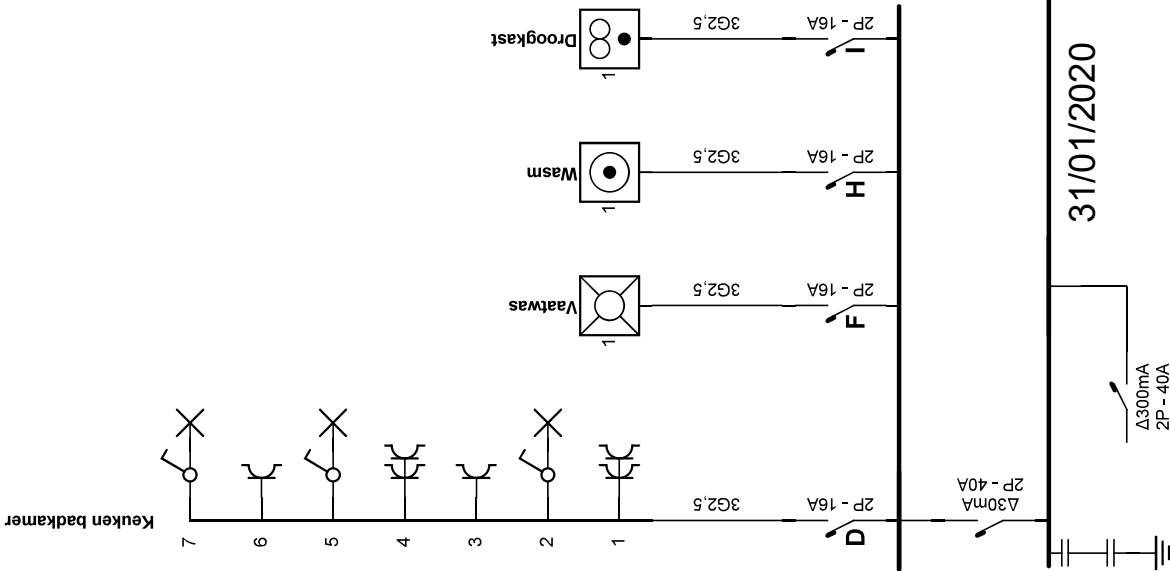 Droogkast
1
3G2,5
2P - 16A
I
Wasm
1
3G2,5
2P - 16A
H
Vaatwas
1
3G2,5
2P - 16A
F
Keuken badkamer
7
6
5
4
3
2
1
3G2,5
2P - 16A
D
Δ30mA
2P - 40A
Δ300mA
2P - 40A
31/01/2020